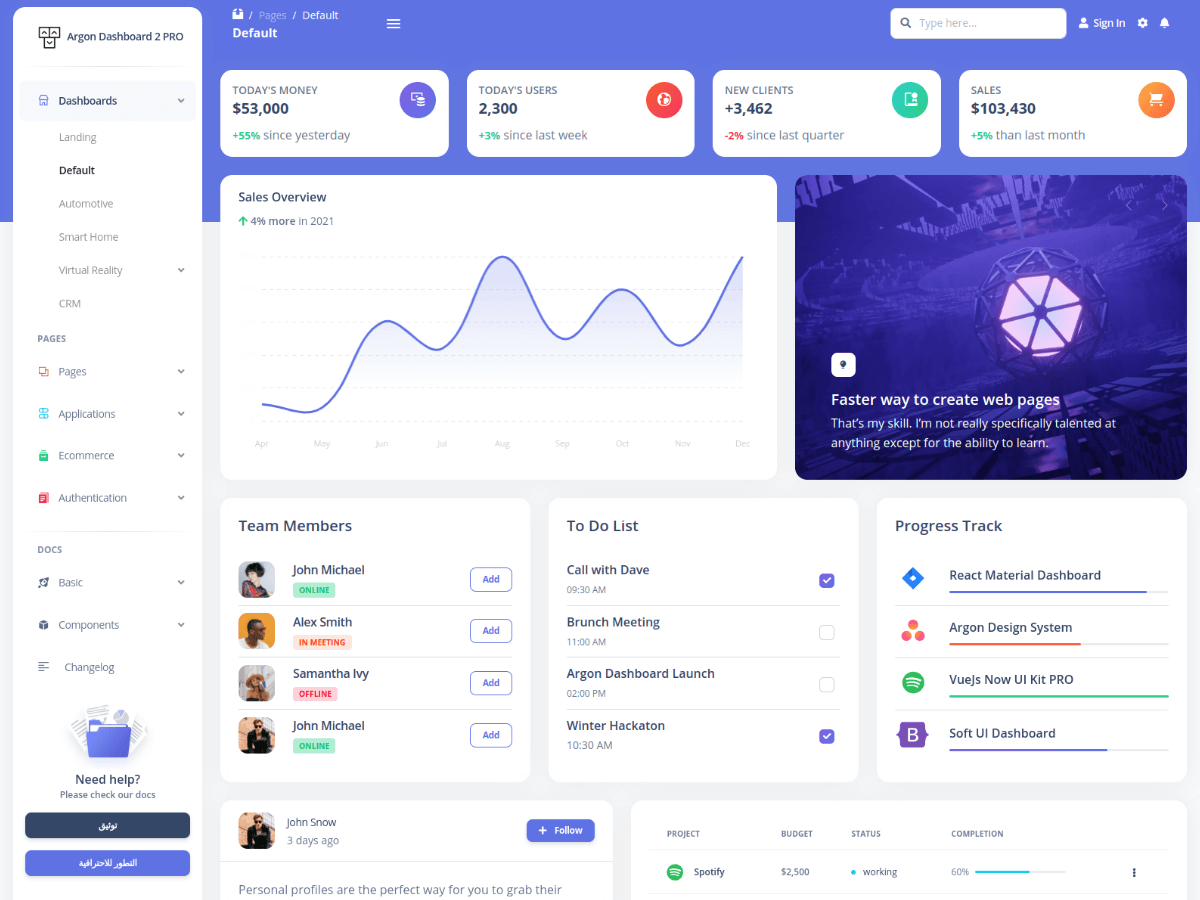 Argon Dashboard 2 PRO
Dashboards
Landing
Default
Automotive
Smart Home
Virtual Reality
CRM
PAGES
Pages
Applications
Ecommerce
Authentication
DOCS
Basic
Components
Changelog
Need help?
Please check our docs
توثيق
التطور للاحترافية
/ Pages / Default
Default
Type here...
Sign In
TODAY'S MONEY
$53,000
+55% since yesterday
TODAY'S USERS
2,300
+3% since last week
NEW CLIENTS
+3,462
-2% since last quarter
SALES
$103,430
+5% than last month
Sales Overview
4% more in 2021
Apr May Jun Jul Aug Sep Oct Nov Dec
Faster way to create web pages
That’s my skill. I’m not really specifically talented at
anything except for the ability to learn.
Team Members
John Michael
ONLINE
Add
Alex Smith
IN MEETING
Add
Samantha Ivy
OFFLINE
Add
John Michael
ONLINE
Add
To Do List
Call with Dave
09:30 AM
Brunch Meeting
11:00 AM
Argon Dashboard Launch
02:00 PM
Winter Hackaton
10:30 AM
Progress Track
React Material Dashboard
Argon Design System
VueJs Now UI Kit PRO
B
Soft UI Dashboard
John Snow
3 days ago
+ Follow
Personal profiles are the perfect way for you to grab their
PROJECT BUDGET STATUS COMPLETION
Spotify $2,500 working 60%